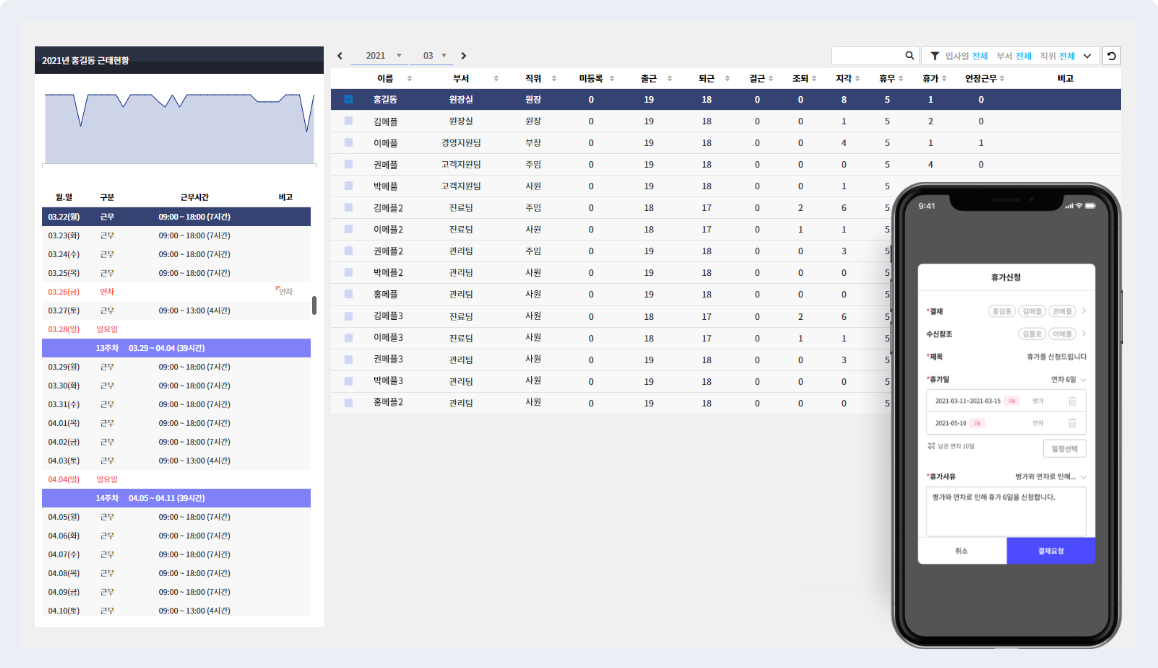 2021년 홍길동 근태현황
월.일 구분 근무시간 비고
03.22(월) 근무 09:00 ~ 18:00 (7시간)
03.23(화) 근무 09:00 ~ 18:00 (7시간)
03.24(수) 근무 09:00 ~ 18:00 (7시간)
03.25(목) 근무 09:00 ~ 18:00 (7시간)
03.26(금) 연차 연차
03.27(토) 근무 09:00 ~ 13:00 (4시간)
03.28(일) 일요일
13주차 03.29 ~ 04.04 (39시간)
03.29(월) 근무 09:00 ~ 18:00 (7시간)
03.30(화) 근무 09:00 ~ 18:00 (7시간)
03.31(수) 근무 09:00 ~ 18:00 (7시간)
04.01(목) 근무 09:00 ~ 18:00 (7시간)
04.02(금) 근무 09:00 ~ 18:00 (7시간)
04.03(토) 근무 09:00 ~ 13:00 (4시간)
04.04(일) 일요일
14주차 04.05 ~ 04.11 (39시간)
04.05(월) 근무 09:00 ~ 18:00 (7시간)
04.06(화) 근무 09:00 ~ 18:00 (7시간)
04.07(수) 근무 09:00 ~ 18:00 (7시간)
04.08(목) 근무 09:00 ~ 18:00 (7시간)
04.09(금) 근무 09:00 ~ 18:00 (7시간)
04.10(토) 근무 09:00 ~ 13:00 (4시간)
2021 03 입사일 전체 부서 전체 직위 전체
이름 부서 직위 미등록 출근 퇴근 결근 조퇴 지각 휴무 휴가 연장근무 비고
홍길동 원장실 원장 0 19 18 0 0 8 5 1 0
김메플 원장실 원장 0 19 18 0 0 1 5 2 0
이메플 경영지원팀 부장 0 19 18 0 0 4 5 1 1
권메플 고객지원팀 주임 0 19 18 0 0 0 5 4 0
박메플 고객지원팀 사원 0 19 18 0 0 1 5
김메플2 진료팀 주임 0 18 17 0 2 6 5
이메플2 진료팀 사원 0 18 17 0 1 1 5
권메플2 관리팀 주임 0 19 18 0 0 3 5
박메플2 관리팀 사원 0 19 18 0 0 0 5
홍메플 관리팀 사원 0 19 18 0 0 0 5
김메플3 진료팀 사원 0 18 17 0 2 6 5
이메플3 진료팀 사원 0 18 17 0 1 1 5
권메플3 관리팀 사원 0 19 18 0 0 3 5
박메플3 관리팀 사원 0 19 18 0 0 0 5
홍메플2 관리팀 사원 0 19 18 0 0 0 5
9:41
휴가신청
*결재 홍길동 김메플 권메플
수신참조 김플로 이메플
*제목 휴가를 신청드립니다
*휴가일 연차 6일
2021-03-11~2021-03-15 병가
2021-05-10 연차
남은 연차 10일
일정선택
*휴가사유 병가와 연차로 인해...
병가와 연차로 인해 휴가 6일을 신청합니다.
취소 결재요청